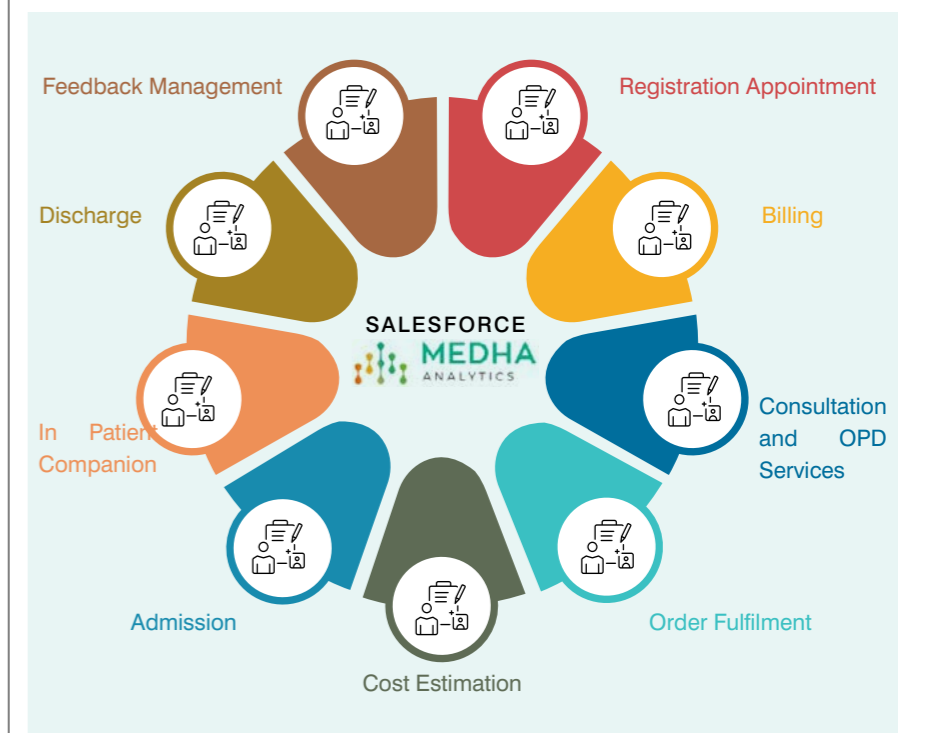 Feedback Management
Registration Appointment
Discharge
Billing
SALESFORCE
MEDHA
ANALYTICS
In Patient
Companion
Consultation
and OPD
Services
Admission
Order Fulfilment
Cost Estimation